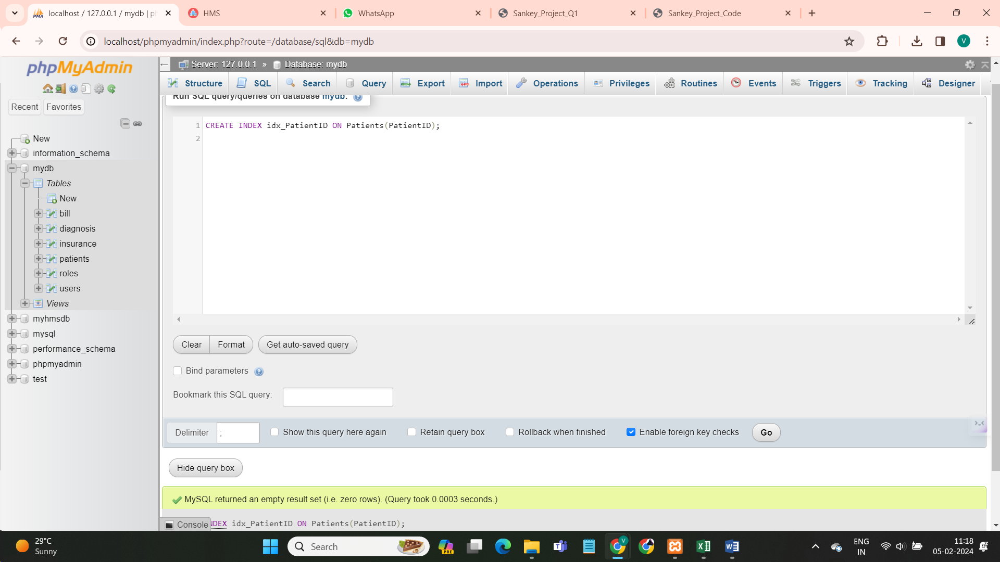 localhost / 127.0.0.1 / mydb | ph
HMS
WhatsApp
Sankey_Project_Q1
Sankey_Project_Code
localhost/phpmyadmin/index.php?route=/database/sql&db=mydb
V
phpMyAdmin
Recent
Favorites
New
information_schema
mydb
Tables
New
bill
diagnosis
insurance
patients
roles
users
Views
myhmsdb
mysql
performance_schema
phpmyadmin
test
Server: 127.0.0.1 » Database: mydb
Structure
SQL
Search
Query
Export
Import
Operations
Privileges
Routines
Events
Triggers
Tracking
Designer
Run SQL query/queries on database mydb:
1 CREATE INDEX idx_PatientID ON Patients(PatientID);
2
Clear
Format
Get auto-saved query
Bind parameters
Bookmark this SQL query:
Delimiter ;
Show this query here again
Retain query box
Rollback when finished
Enable foreign key checks
Go
Hide query box
MySQL returned an empty result set (i.e. zero rows). (Query took 0.0003 seconds.)
Console
NDEX idx_PatientID ON Patients(PatientID);
29°C
Sunny
Search
PRE
ENG
IN
11:18
05-02-2024